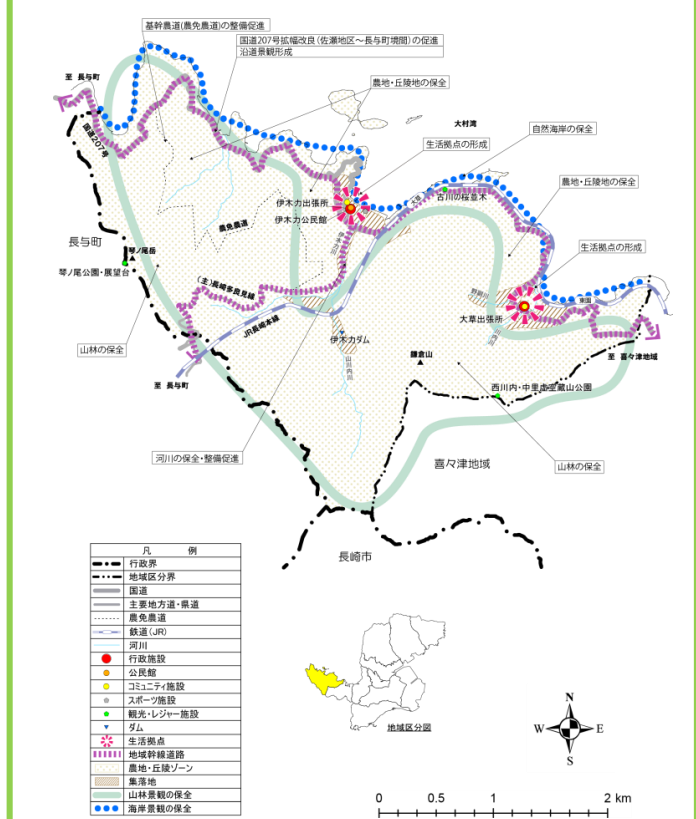 基幹農道(農免農道)の整備促進
国道207号拡幅改良(佐瀬地区～長与町境間)の促進
沿道景観形成
至 長与町
農地・丘陵地の保全
大村湾
自然海岸の保全
国道207号
生活拠点の形成
農地・丘陵地の保全
伊木力出張所
古川の桜並木
伊木力公民館
農免農道
長与町
琴ノ尾岳
生活拠点の形成
琴ノ尾公園・展望台
(主)長崎多良見線
東園
大草出張所
JR長崎本線
伊木力ダム
至 喜々津地域
山林の保全
鎌倉山
山川内川
至 長与町
西川内・中里虚空蔵山公園
河川の保全・整備促進
喜々津地域
山林の保全
長崎市
凡 例
行政界
地域区分界
国道
主要地方道・県道
農免農道
鉄道(JR)
河川
行政施設
公民館
コミュニティ施設
スポーツ施設
観光・レジャー施設
ダム
生活拠点
地域幹線道路
農地・丘陵ゾーン
集落地
山林景観の保全
海岸景観の保全
地域区分図
N
W E
S
0 0.5 1 2 km